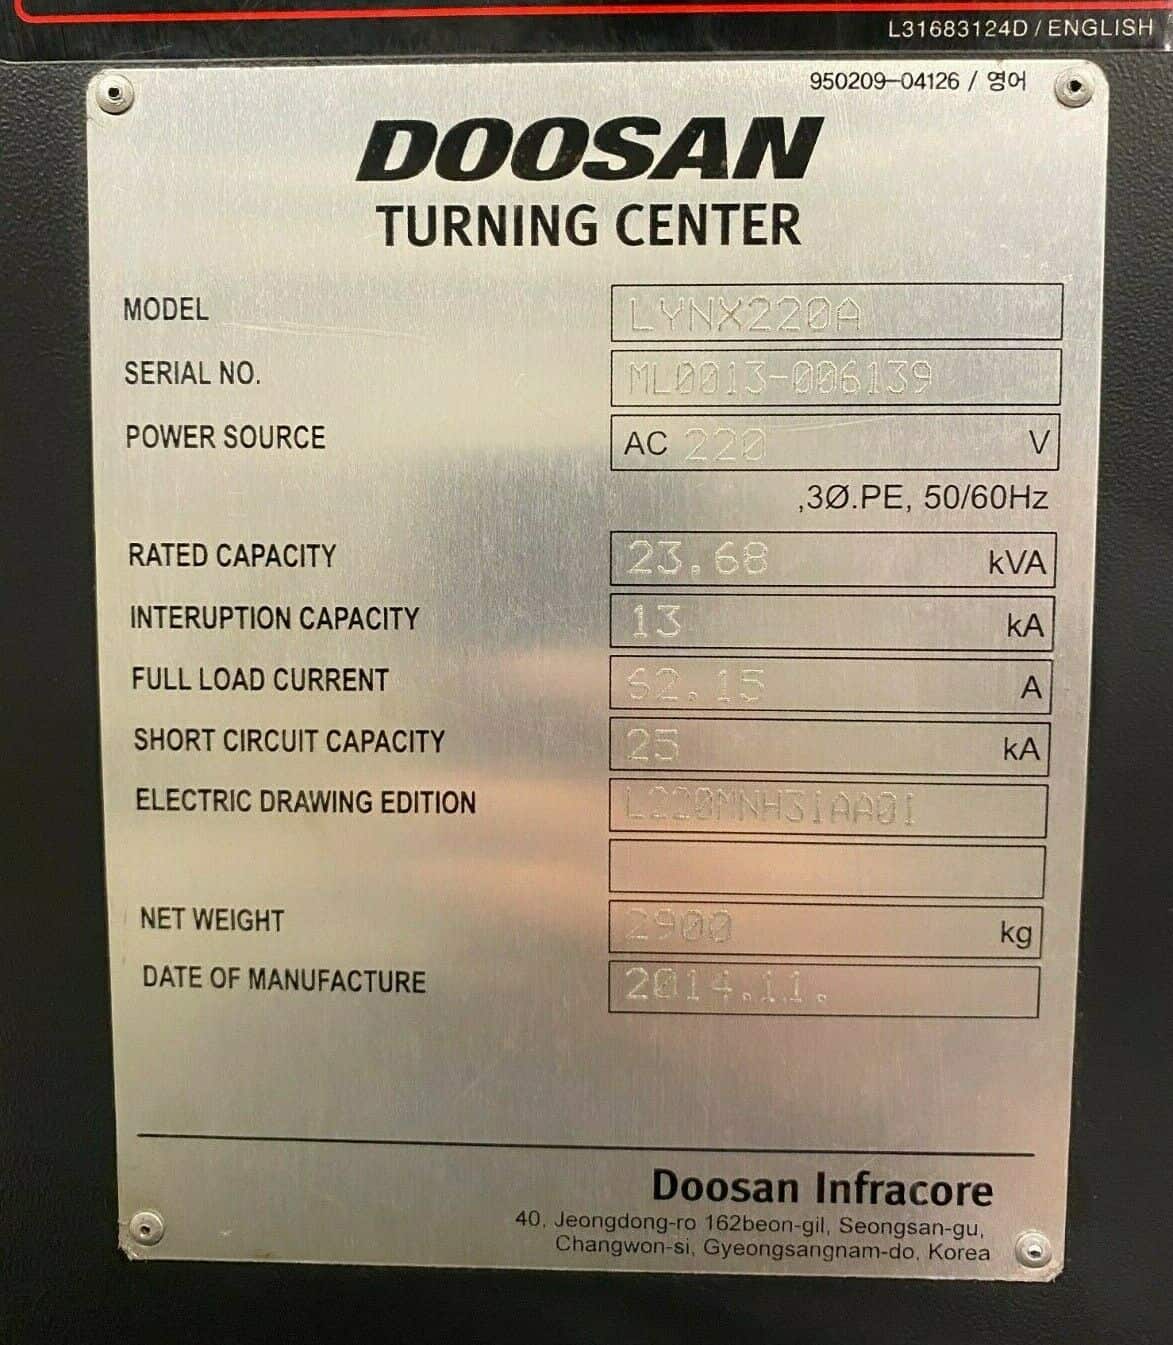 L31683124D / ENGLISH
950209-04126 / 영어
DOOSAN
TURNING CENTER
MODEL LYNX220A
SERIAL NO. ML0013-006139
POWER SOURCE AC 220 V
,3Ø.PE, 50/60Hz
RATED CAPACITY 23.68 kVA
INTERUPTION CAPACITY 13 kA
FULL LOAD CURRENT 62.15 A
SHORT CIRCUIT CAPACITY 25 kA
ELECTRIC DRAWING EDITION L220MNH31AA01
NET WEIGHT 2900 kg
DATE OF MANUFACTURE 2014.11.
Doosan Infracore
40, Jeongdong-ro 162beon-gil, Seongsan-gu,
Changwon-si, Gyeongsangnam-do, Korea